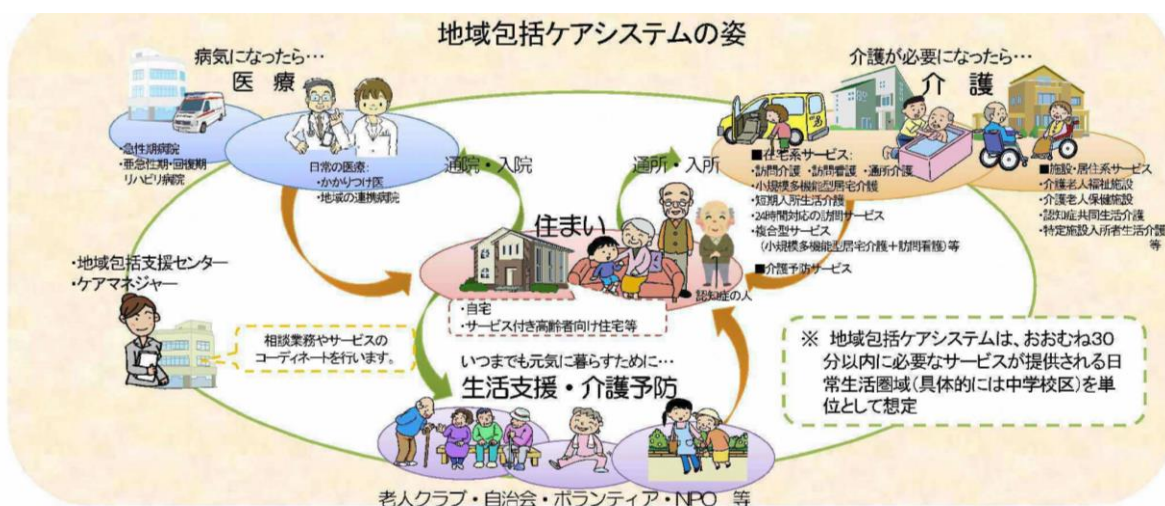 地域包括ケアシステムの姿
病気になったら…
医 療
・急性期病院
・亜急性期・回復期
リハビリ病院
日常の医療:
・かかりつけ医
・地域の連携病院
通院・入院
通所・入所
介護が必要になったら…
介 護
■在宅系サービス:
・訪問介護 ・訪問看護 ・通所介護
・小規模多機能型居宅介護
・短期入所生活介護
・24時間対応の訪問サービス
・複合型サービス
(小規模多機能型居宅介護+訪問看護)等
■介護予防サービス
■施設・居住系サービス
・介護老人福祉施設
・介護老人保健施設
・認知症共同生活介護
・特定施設入所者生活介護
等
住まい
認知症の人
・自宅
・サービス付き高齢者向け住宅等
・地域包括支援センター
・ケアマネジャー
相談業務やサービスの
コーディネートを行います。
いつまでも元気に暮らすために…
生活支援・介護予防
老人クラブ・自治会・ボランティア・NPO 等
※ 地域包括ケアシステムは、おおむね30
分以内に必要なサービスが提供される日
常生活圏域(具体的には中学校区)を単
位として想定